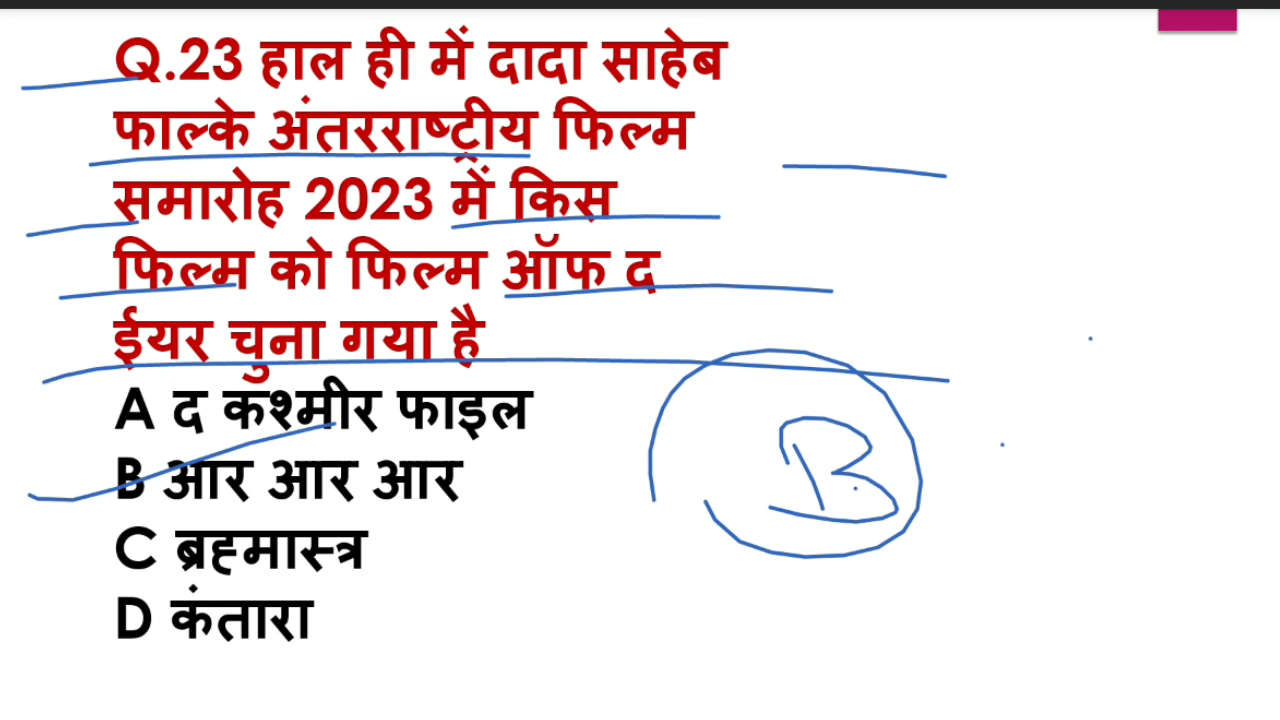 Q.23 हाल ही में दादा साहेब
फाल्के अंतरराष्ट्रीय फिल्म
समारोह 2023 में किस
फिल्म को फिल्म ऑफ द
ईयर चुना गया है
A द कश्मीर फाइल
B आर आर आर
B
C ब्रह्मास्त्र
D कंतारा